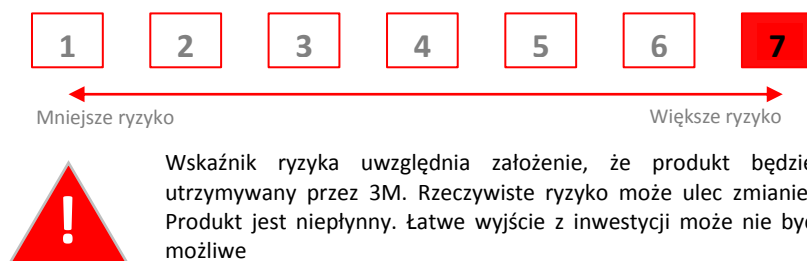 1 2 3 4 5 6 7
Mniejsze ryzyko Większe ryzyko
Wskaźnik ryzyka uwzględnia założenie, że produkt będzie
utrzymywany przez 3M. Rzeczywiste ryzyko może ulec zmianie
Produkt jest niepłynny. Łatwe wyjście z inwestycji może nie być
możliwe
!